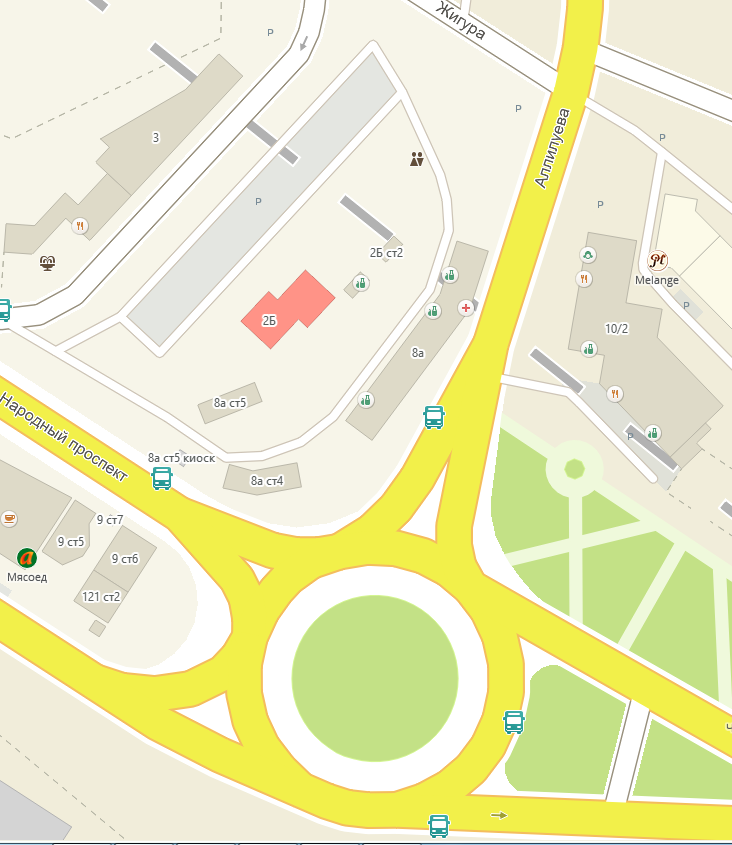 Жигура
P
Аллилуева
P
P
3
P
P
2Б ст2
Melange
P
2Б
10/2
8а
8а ст5
Народный проспект
P
8а ст5 киоск
8а ст4
9 ст7
9 ст5
9 ст6
Мясоед
121 ст2